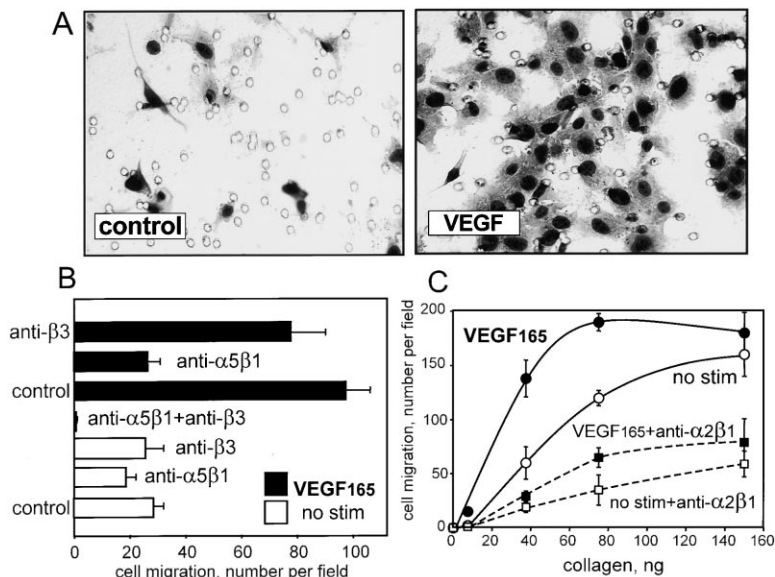 A
control
VEGF
B
anti-β3
anti-α5β1
control
anti-α5β1+anti-β3
anti-β3
anti-α5β1
control
VEGF165
no stim
0 20 40 60 80 100
cell migration, number per field
C
cell migration, number per field
200
150
100
50
0
VEGF165
no stim
VEGF165+anti-α2β1
no stim+anti-α2β1
0 20 40 60 80 100 120 140 160
collagen, ng